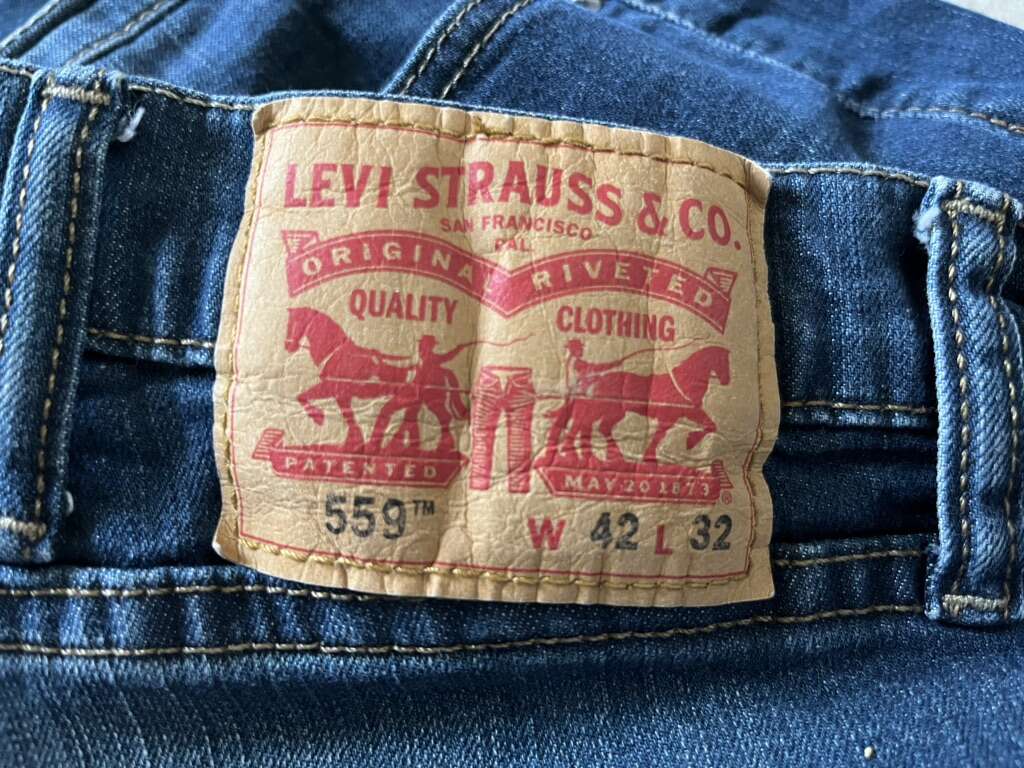 LEVI STRAUSS & CO.
SAN FRANCISCO
CAL.
ORIGINAL RIVETED
QUALITY CLOTHING
PATENTED MAY 20 1873 ®
559™ W 42 L 32